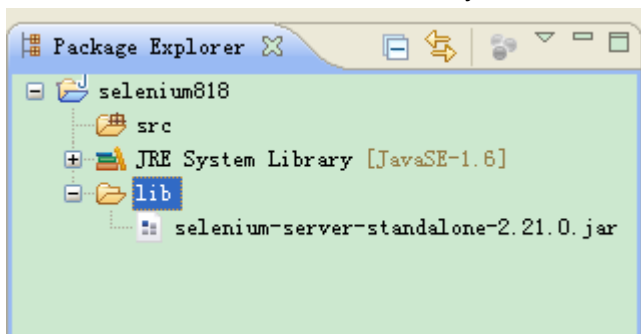 Package Explorer
selenium818
src
JRE System Library [JavaSE-1.6]
lib
selenium-server-standalone-2.21.0.jar